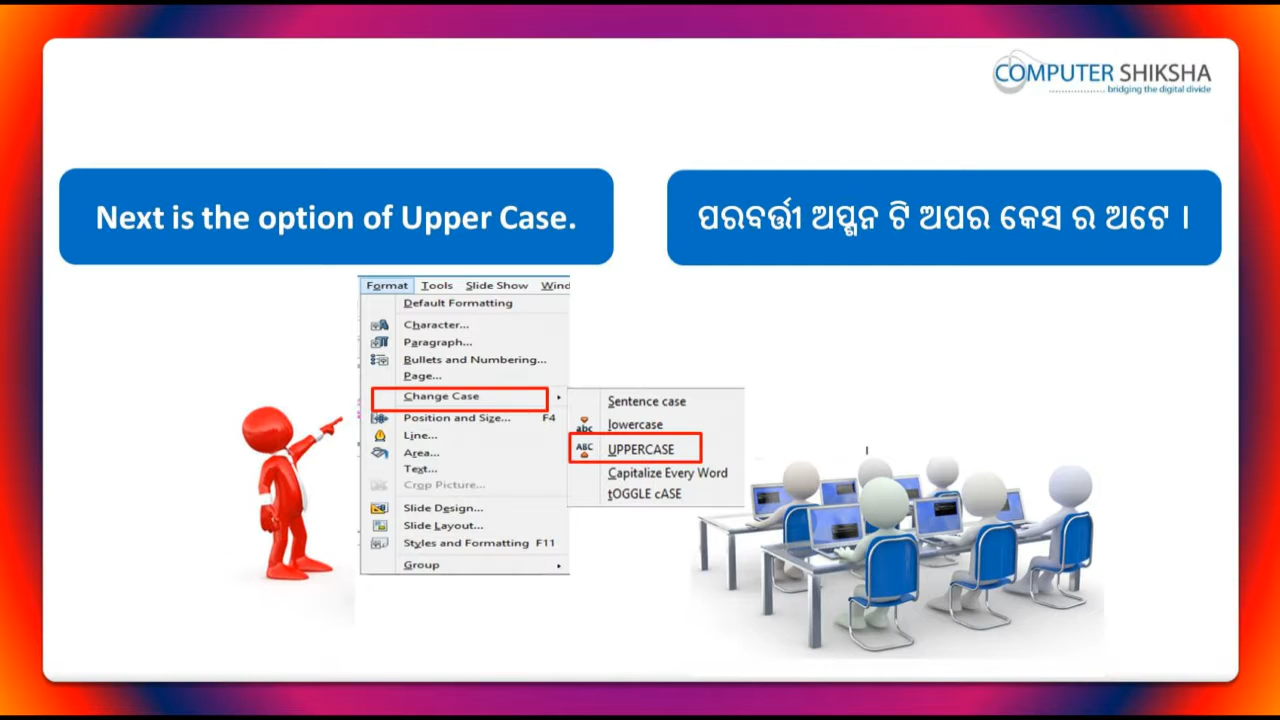 COMPUTER SHIKSHA
bridging the digital divide
Next is the option of Upper Case.
ପରବର୍ତ୍ତୀ ଅପ୍ସନ ଟି ଅପର କେସ ର ଅଟେ ।
Format Tools Slide Show Wind
Default Formatting
Character...
Paragraph...
Bullets and Numbering...
Page...
Change Case
Position and Size... F4
Line...
Area...
Text...
Crop Picture...
Slide Design...
Slide Layout...
Styles and Formatting F11
Group
Sentence case
abc lowercase
ABC UPPERCASE
Capitalize Every Word
tOGGLE cASE